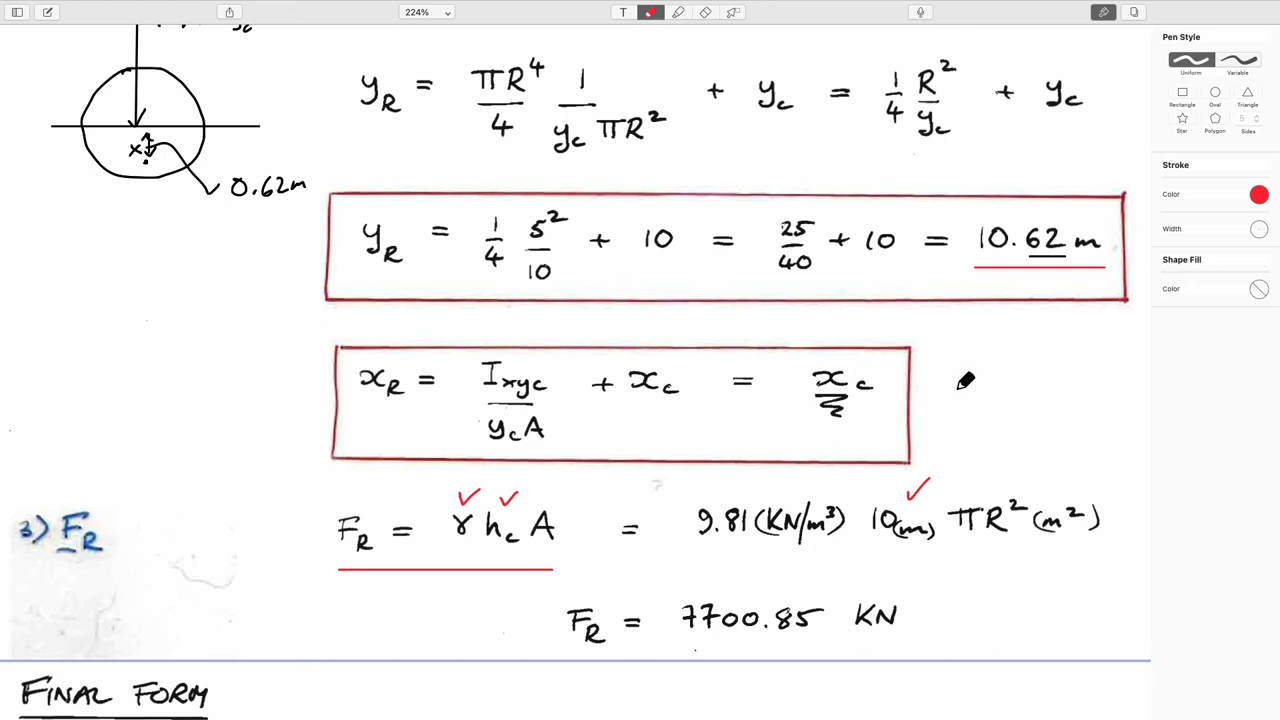 224%
T
Pen Style
Uniform Variable
Rectangle Oval Triangle
Star Polygon 5 Sides
Stroke
Color
Width
Shape Fill
Color
y_R = πR⁴/4 1/(y_c πR²) + y_c = 1/4 R²/y_c + y_c
x
0.62m
y_R = 1/4 5²/10 + 10 = 25/40 + 10 = 10.62 m
x_R = I_xyc/(y_c A) + x_c = x_c
3) F_R
F_R = γ h_c A = 9.81 (KN/m³) 10(m) πR² (m²)
F_R = 7700.85 KN
FINAL FORM